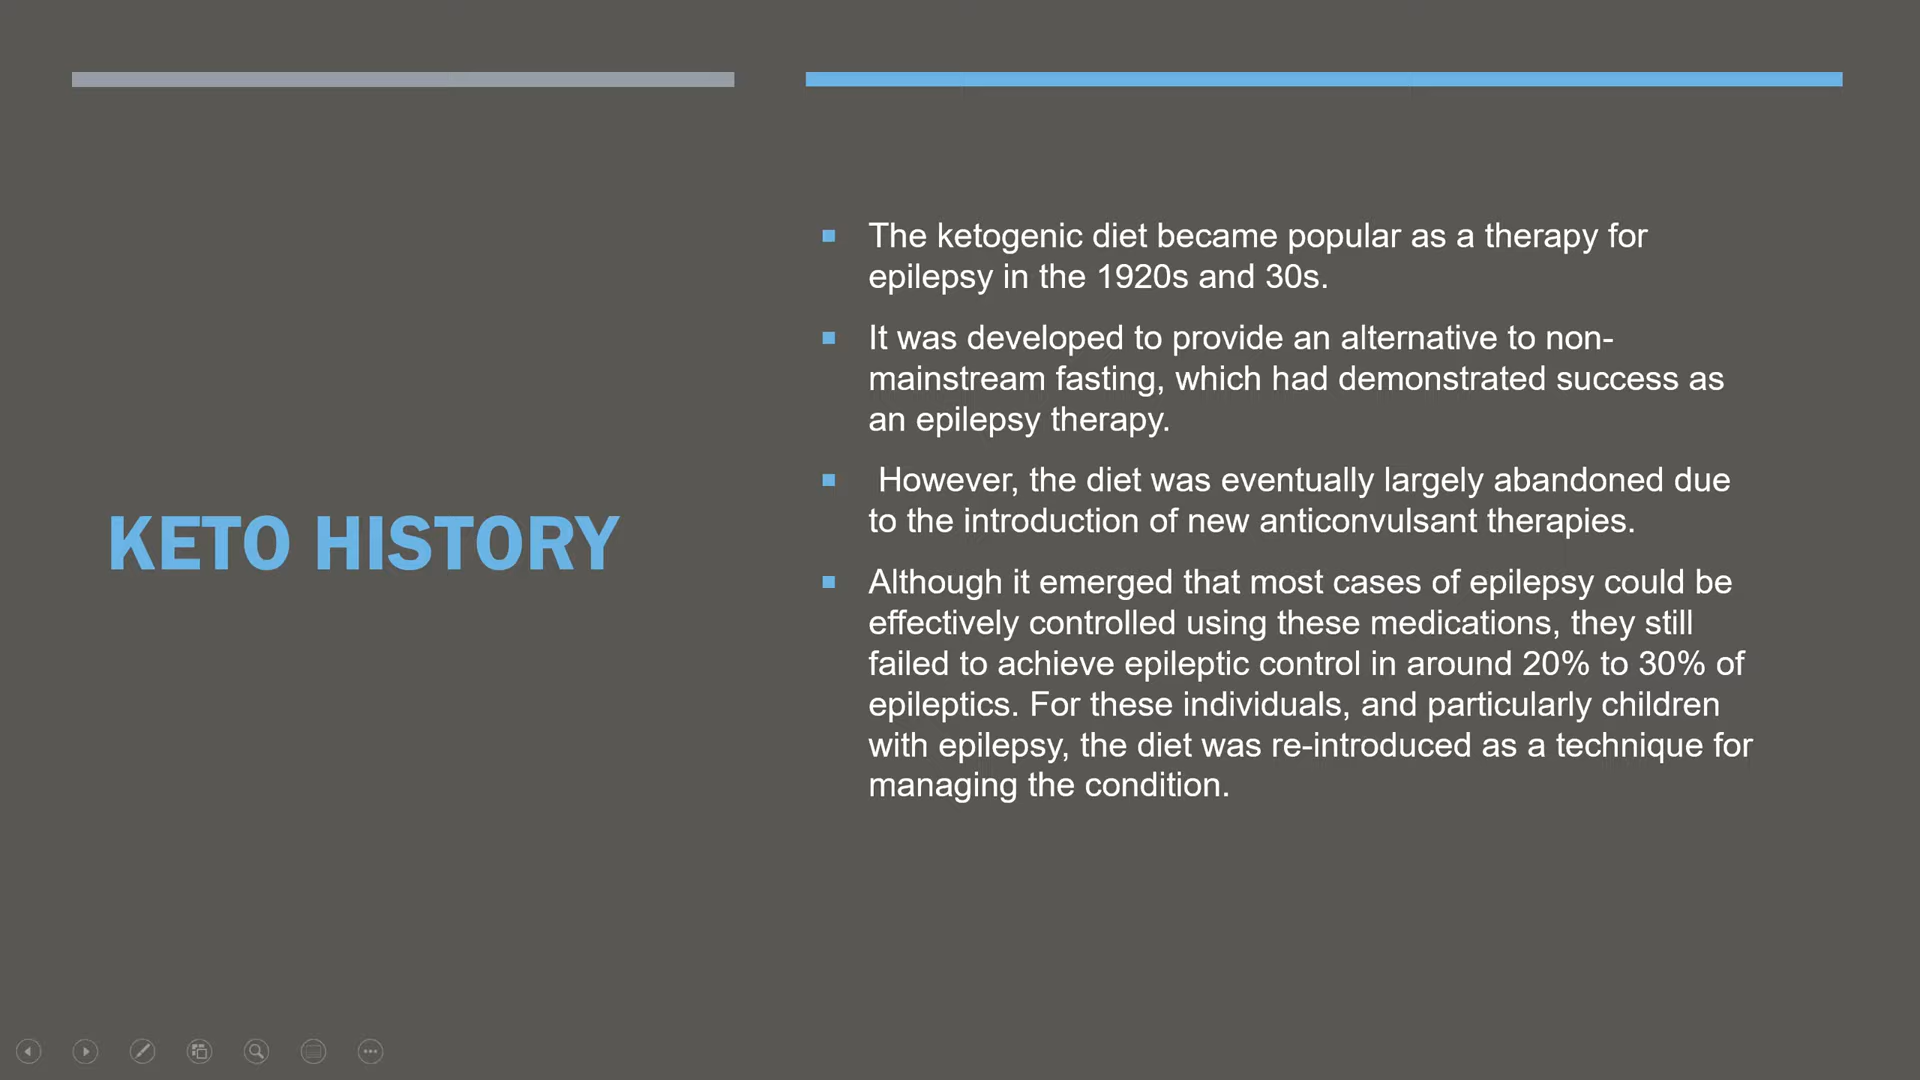 KETO HISTORY
The ketogenic diet became popular as a therapy for
epilepsy in the 1920s and 30s.
It was developed to provide an alternative to non-
mainstream fasting, which had demonstrated success as
an epilepsy therapy.
However, the diet was eventually largely abandoned due
to the introduction of new anticonvulsant therapies.
Although it emerged that most cases of epilepsy could be
effectively controlled using these medications, they still
failed to achieve epileptic control in around 20% to 30% of
epileptics. For these individuals, and particularly children
with epilepsy, the diet was re-introduced as a technique for
managing the condition.